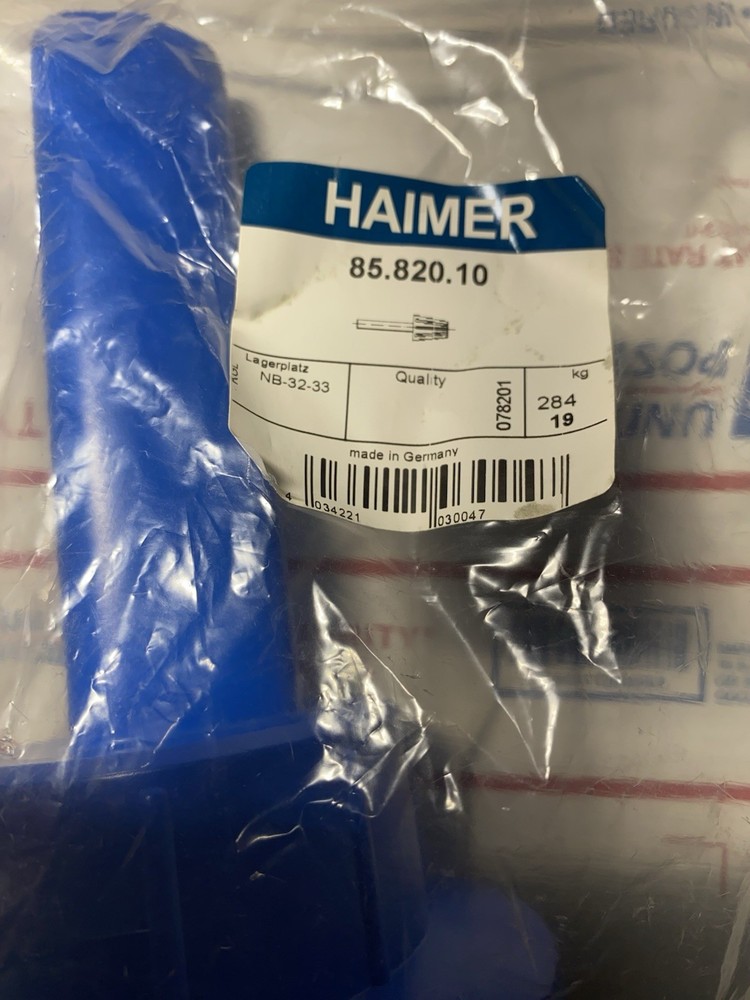 HAIMER
85.820.10
Lagerplatz
NB-32-33
Quality
078201
kg
284
19
made in Germany
4 034221 030047